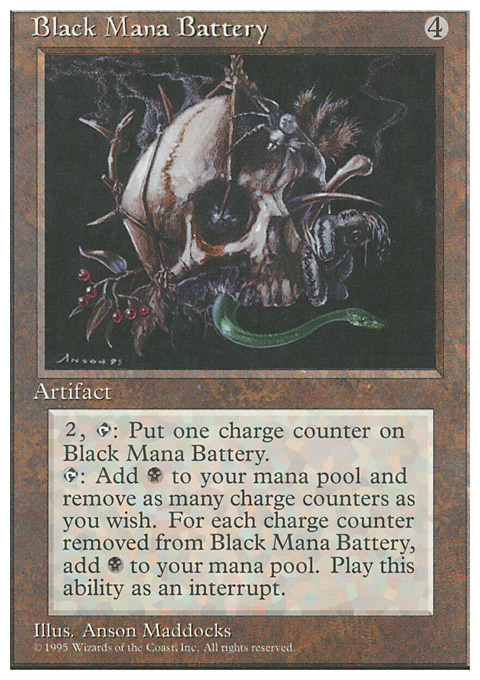 Black Mana Battery 4
ANSON 93
Artifact
2, : Put one charge counter on
Black Mana Battery.
: Add to your mana pool and
remove as many charge counters as
you wish. For each charge counter
removed from Black Mana Battery,
add to your mana pool. Play this
ability as an interrupt.
Illus. Anson Maddocks
© 1995 Wizards of the Coast, Inc. All rights reserved.